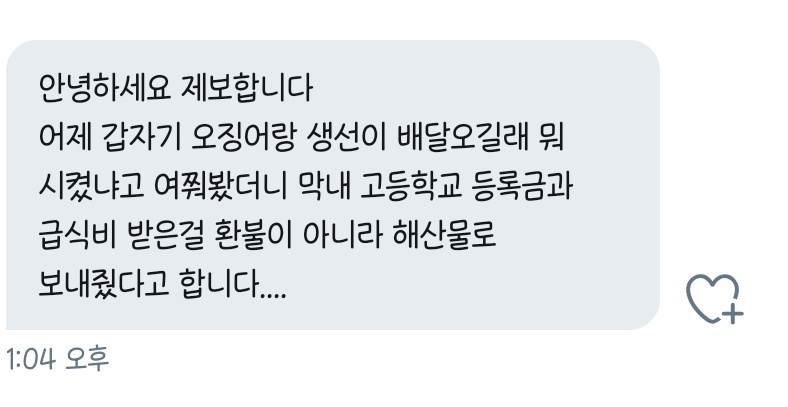 안녕하세요 제보합니다
어제 갑자기 오징어랑 생선이 배달오길래 뭐
시켰냐고 여쭤봤더니 막내 고등학교 등록금과
급식비 받은걸 환불이 아니라 해산물로
보내줬다고 합니다....
1:04 오후